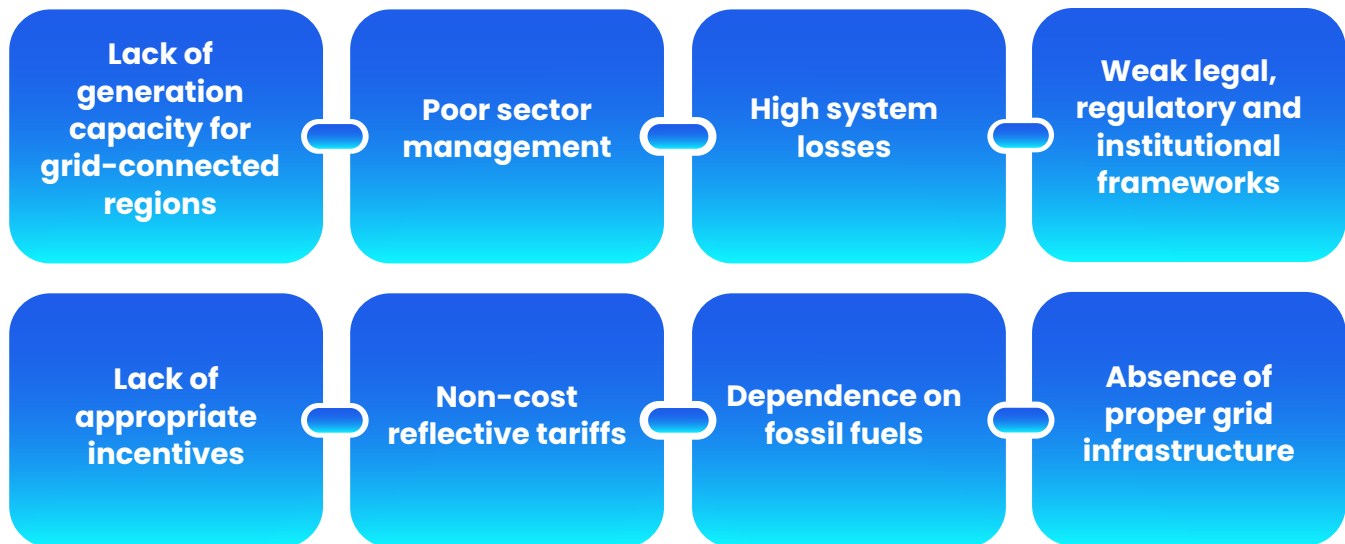 Lack of
generation
capacity for
grid-connected
regions
Poor sector
management
High system
losses
Weak legal,
regulatory and
institutional
frameworks
Lack of
appropriate
incentives
Non-cost
reflective tariffs
Dependence on
fossil fuels
Absence of
proper grid
infrastructure